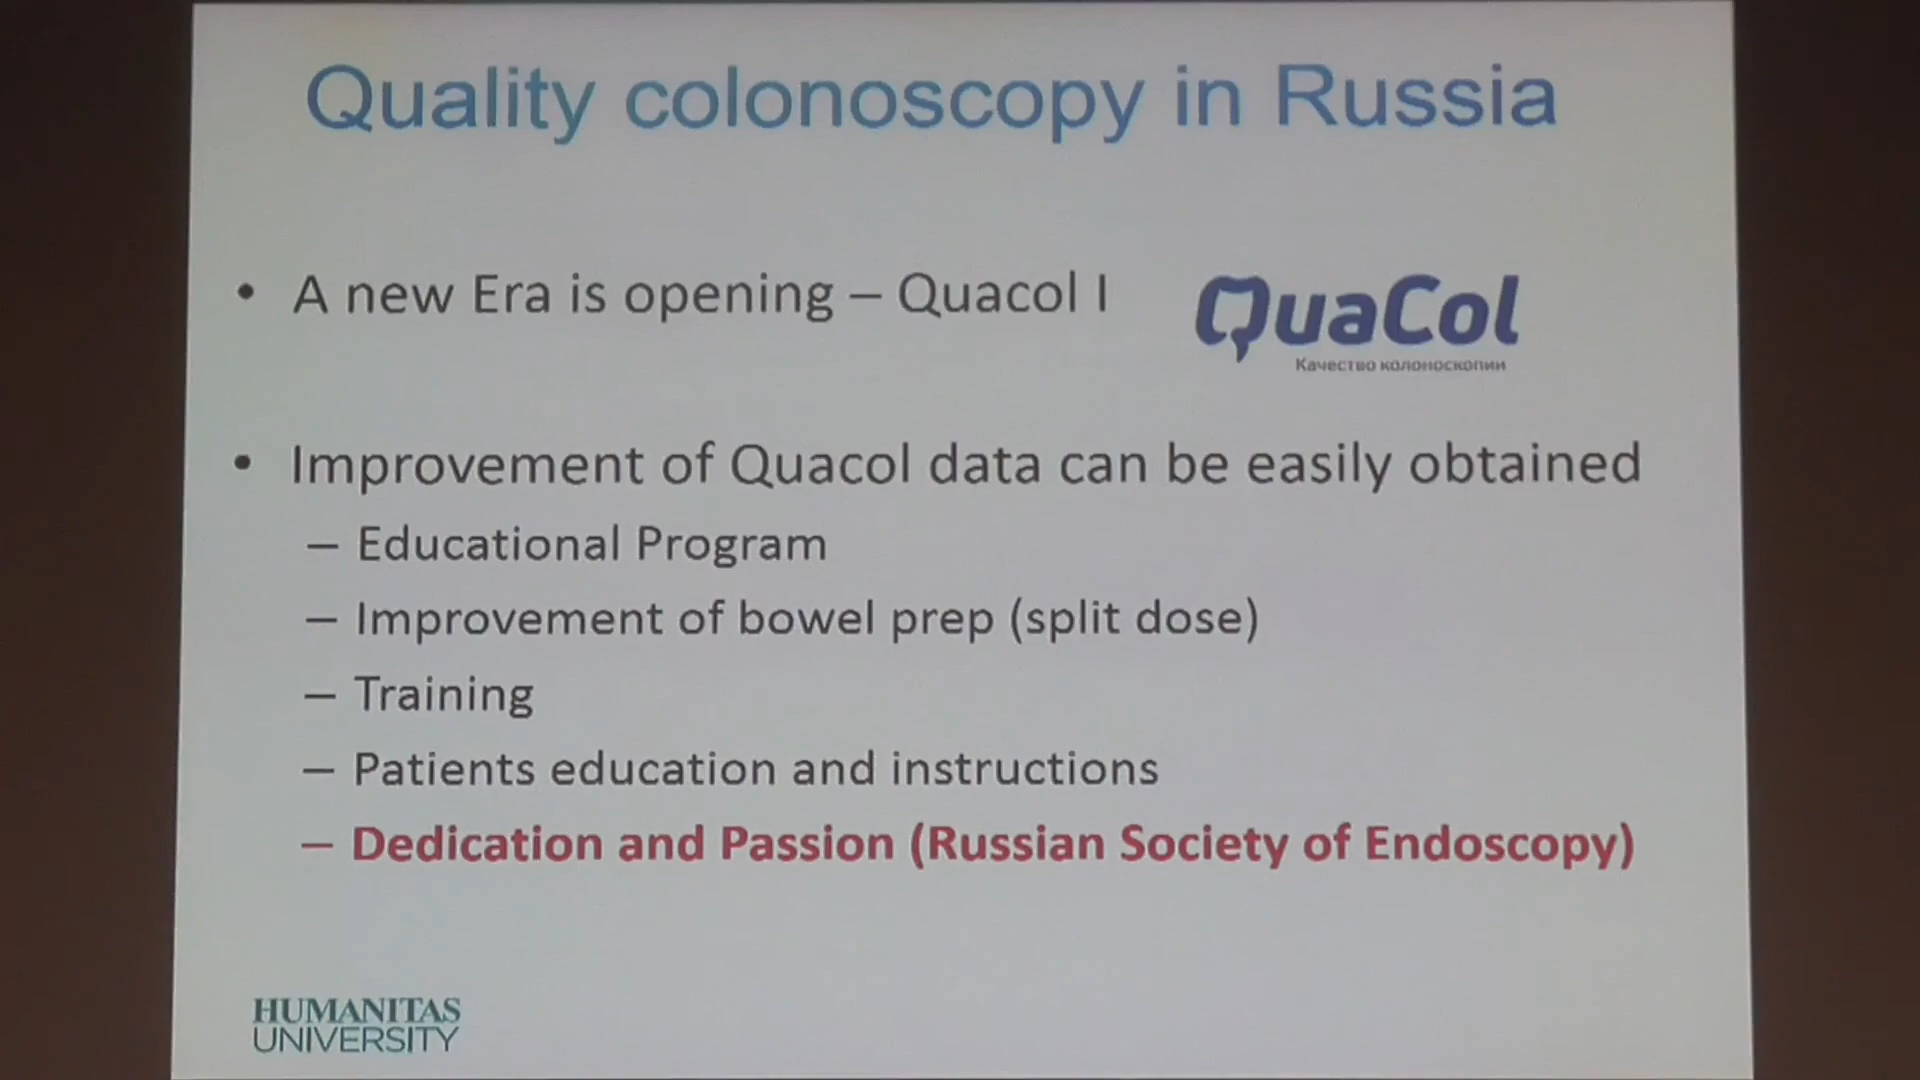 Quality colonoscopy in Russia
• A new Era is opening – Quacol I
QuaCol
Качество колоноскопии
• Improvement of Quacol data can be easily obtained
– Educational Program
– Improvement of bowel prep (split dose)
– Training
– Patients education and instructions
– Dedication and Passion (Russian Society of Endoscopy)
HUMANITAS
UNIVERSITY